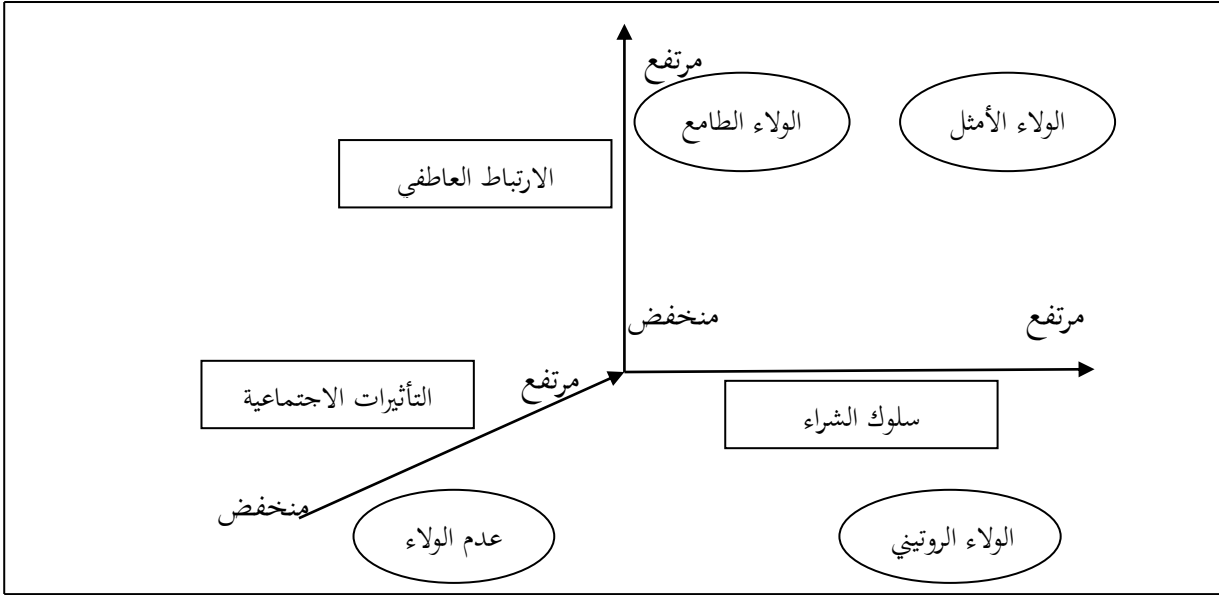 مرتفع
الولاء الأمثل
الولاء الطامع
الارتباط العاطفي
مرتفع
منخفض
مرتفع
التأثيرات الاجتماعية
سلوك الشراء
منخفض
الولاء الروتيني
عدم الولاء